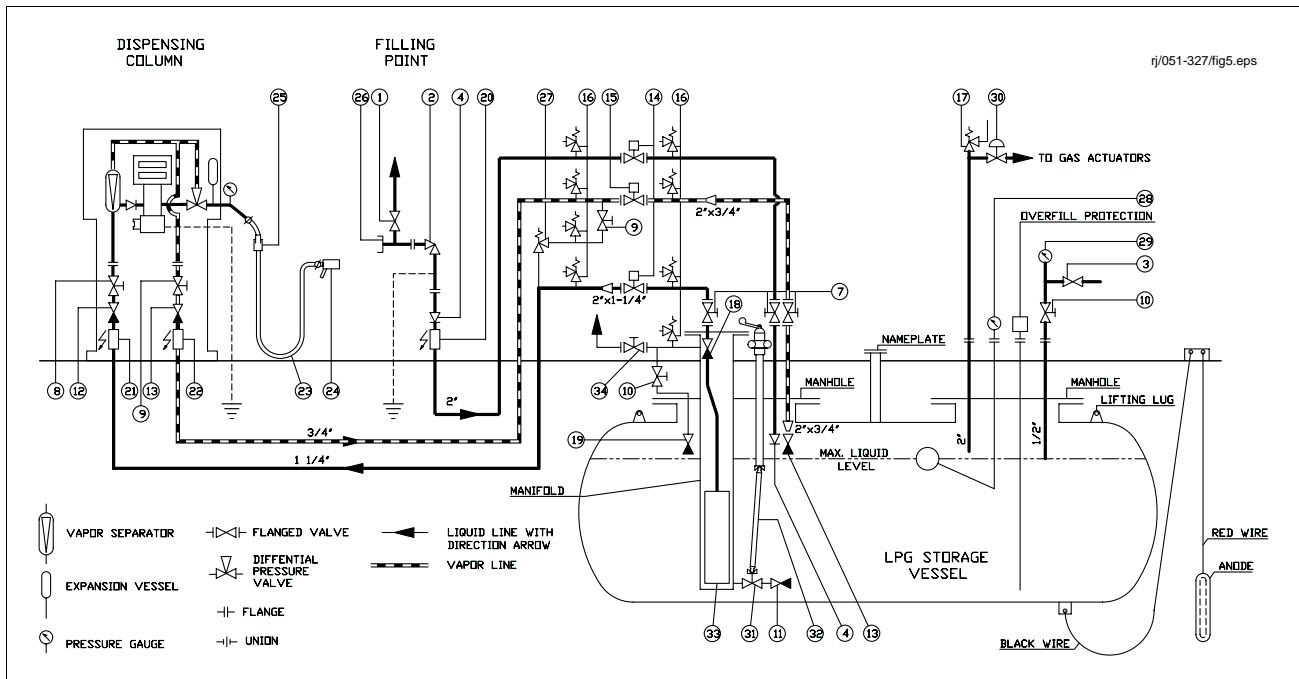 DISPENSING
COLUMN
FILLING
POINT
rj/051-327/fig5.eps
25
26
1
2
4
20
27
16
15
14
16
17
30
TO GAS ACTUATORS
28
OVERFILL PROTECTION
29
3
10
2"x3/4"
9
2"x1-1/4"
7
18
NAMEPLATE
8
12
21
13
9
22
23
24
34
10
MANHOLE
MANHOLE
LIFTING LUG
2"
3/4"
1 1/4"
19
2"x3/4"
2"
1/2"
MAX. LIQUID
LEVEL
MANIFOLD
LPG STORAGE
VESSEL
RED WIRE
ANODE
BLACK WIRE
33
31
11
32
4
13
VAPOR SEPARATOR
FLANGED VALVE
LIQUID LINE WITH
DIRECTION ARROW
DIFFENTIAL
PRESSURE
VALVE
VAPOR LINE
EXPANSION VESSEL
FLANGE
PRESSURE GAUGE
UNION